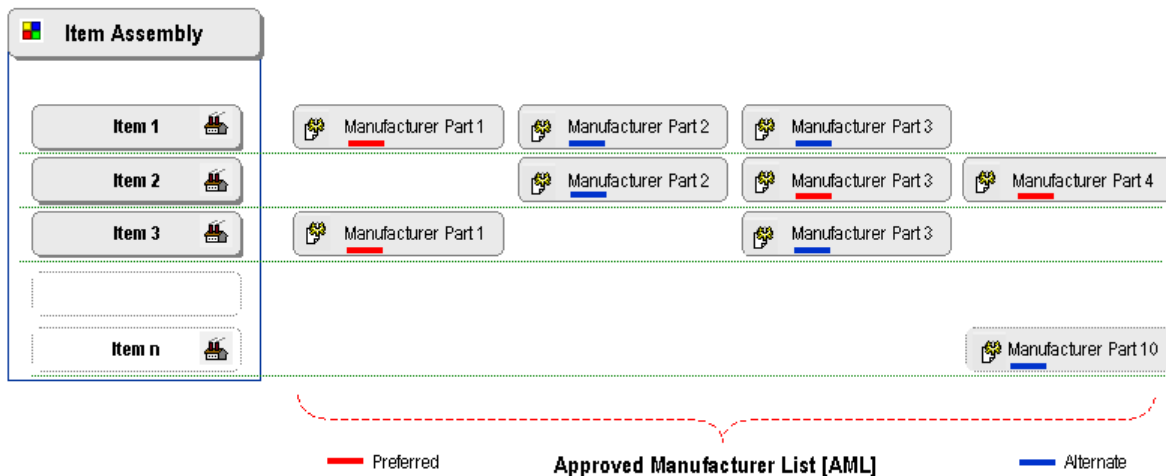 Item Assembly
Item 1 Manufacturer Part 1 Manufacturer Part 2 Manufacturer Part 3
Item 2 Manufacturer Part 2 Manufacturer Part 3 Manufacturer Part 4
Item 3 Manufacturer Part 1 Manufacturer Part 3
Item n Manufacturer Part 10
Preferred Approved Manufacturer List [AML] Alternate